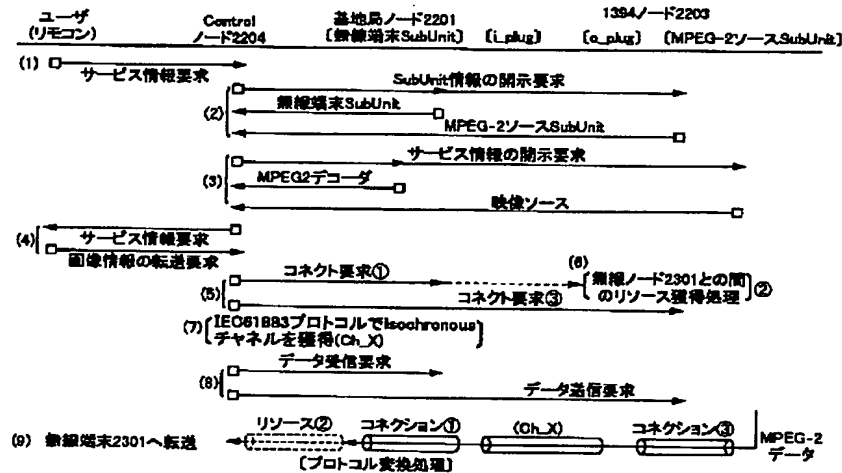 ユーザ
(リモコン)
Control
ノード2204
基地局ノード2201
〔無線端末SubUnit〕
1394ノード2203
〔i_plug〕
〔o_plug〕
〔MPEG-2ソースSubUnit〕
(1)
サービス情報要求
(2)
SubUnit情報の開示要求
無線端末SubUnit
MPEG-2ソースSubUnit
(3)
サービス情報の開示要求
MPEG2デコーダ
映像ソース
(4)
サービス情報要求
画像情報の転送要求
(5)
コネクト要求①
(6)
無線ノード2301との間
のリソース獲得処理
②
コネクト要求③
(7)
IEC61883プロトコルでIsochronous
チャネルを獲得(Ch_X)
(8)
データ受信要求
データ送信要求
(9) 無線端末2301へ転送
リソース②
コネクション①
(Ch_X)
コネクション③
MPEG-2
データ
〔プロトコル変換処理〕